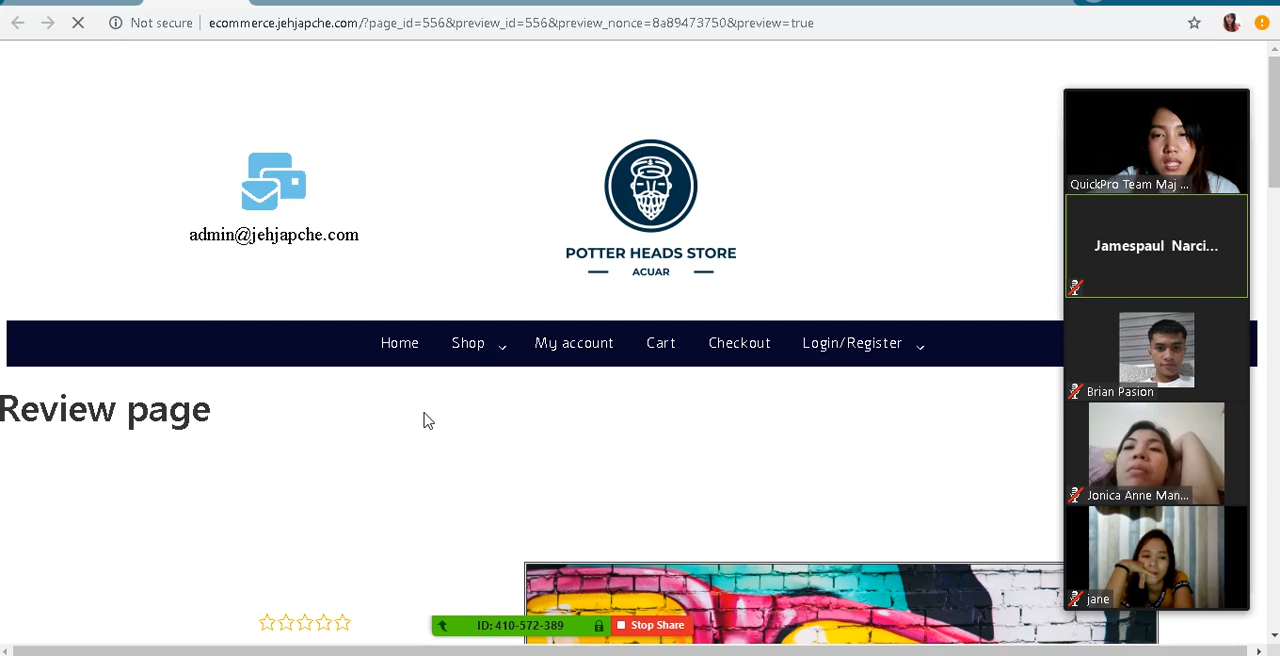 Not secure
ecommerce.jehjapche.com/?page_id=556&preview_id=556&preview_nonce=8a89473750&preview=true
admin@jehjapche.com
POTTER HEADS STORE
ACUAR
Home Shop My account Cart Checkout Login/Register
Review page
QuickPro Team Maj ...
Jamespaul Narci...
Brian Pasion
Jonica Anne Man...
jane
ID: 410-572-389 Stop Share